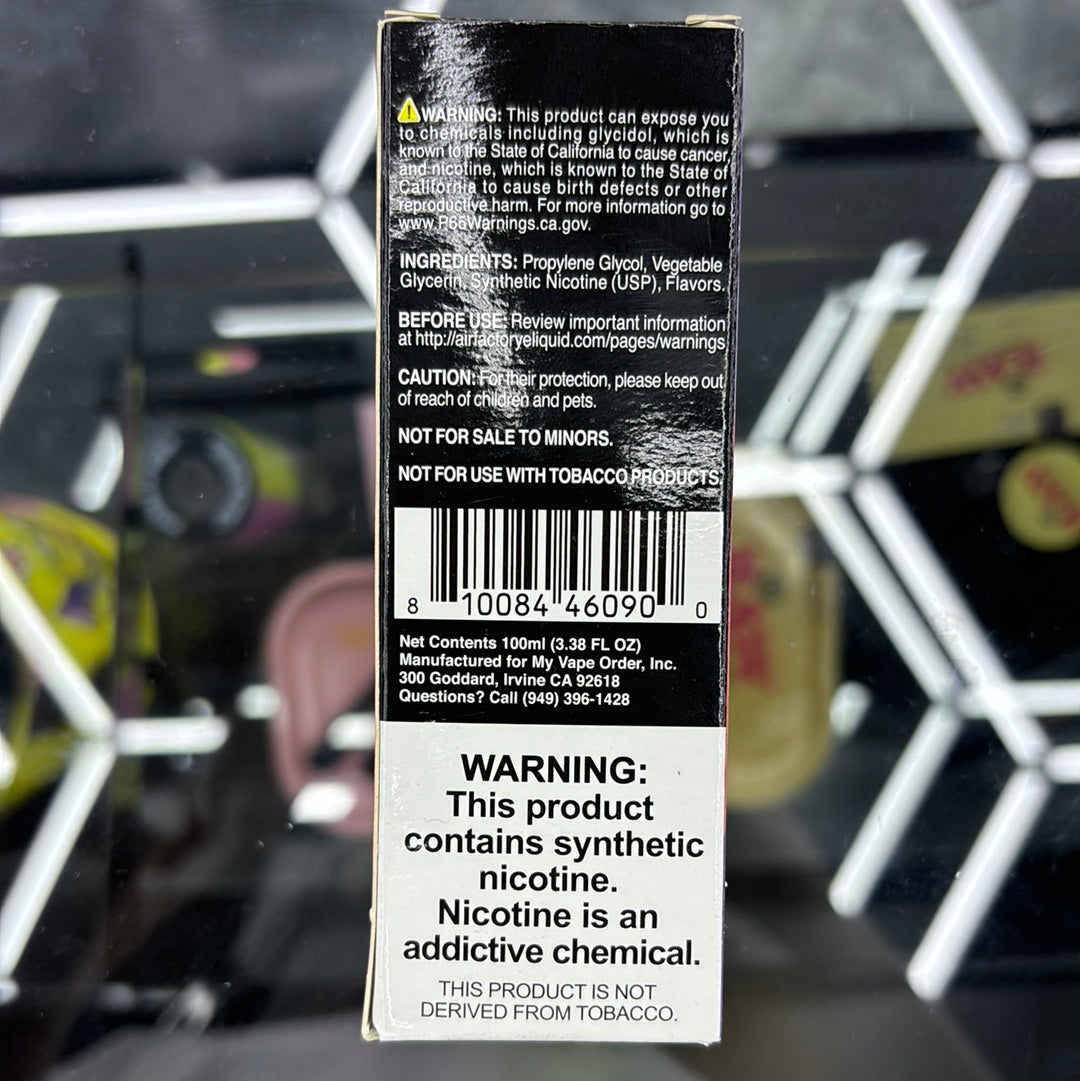 WARNING: This product can expose you
to chemicals including glycidol, which is
known to the State of California to cause cancer,
and nicotine, which is known to the State of
California to cause birth defects or other
reproductive harm. For more information go to
www.P65Warnings.ca.gov.
INGREDIENTS: Propylene Glycol, Vegetable
Glycerin, Synthetic Nicotine (USP), Flavors.
BEFORE USE: Review important information
at http://airfactoryeliquid.com/pages/warnings
CAUTION: For their protection, please keep out
of reach of children and pets.
NOT FOR SALE TO MINORS.
NOT FOR USE WITH TOBACCO PRODUCTS.
8 10084 46090 0
Net Contents 100ml (3.38 FL OZ)
Manufactured for My Vape Order, Inc.
300 Goddard, Irvine CA 92618
Questions? Call (949) 396-1428
WARNING:
This product
contains synthetic
nicotine.
Nicotine is an
addictive chemical.
THIS PRODUCT IS NOT
DERIVED FROM TOBACCO.